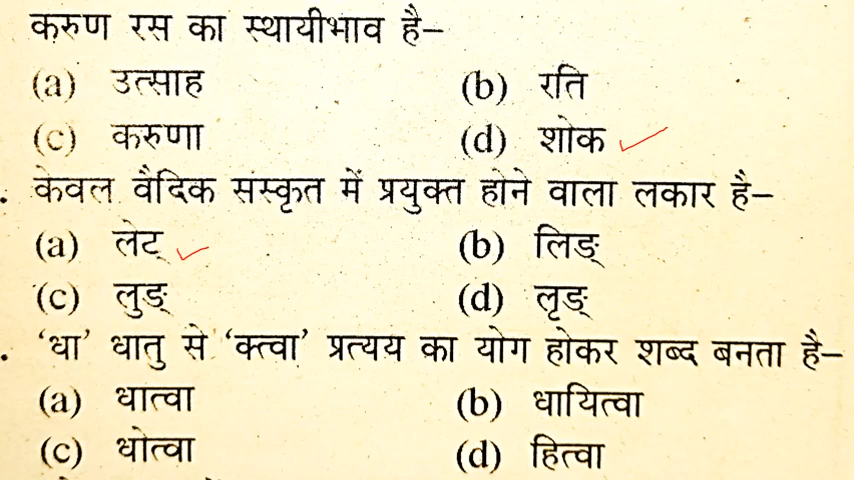 करुण रस का स्थायीभाव है–
(a) उत्साह (b) रति
(c) करुणा (d) शोक
. केवल वैदिक संस्कृत में प्रयुक्त होने वाला लकार है–
(a) लेट् (b) लिङ्
(c) लुङ् (d) लृङ्
. ‘धा’ धातु से ‘क्त्वा’ प्रत्यय का योग होकर शब्द बनता है–
(a) धात्वा (b) धायित्वा
(c) धोत्वा (d) हित्वा